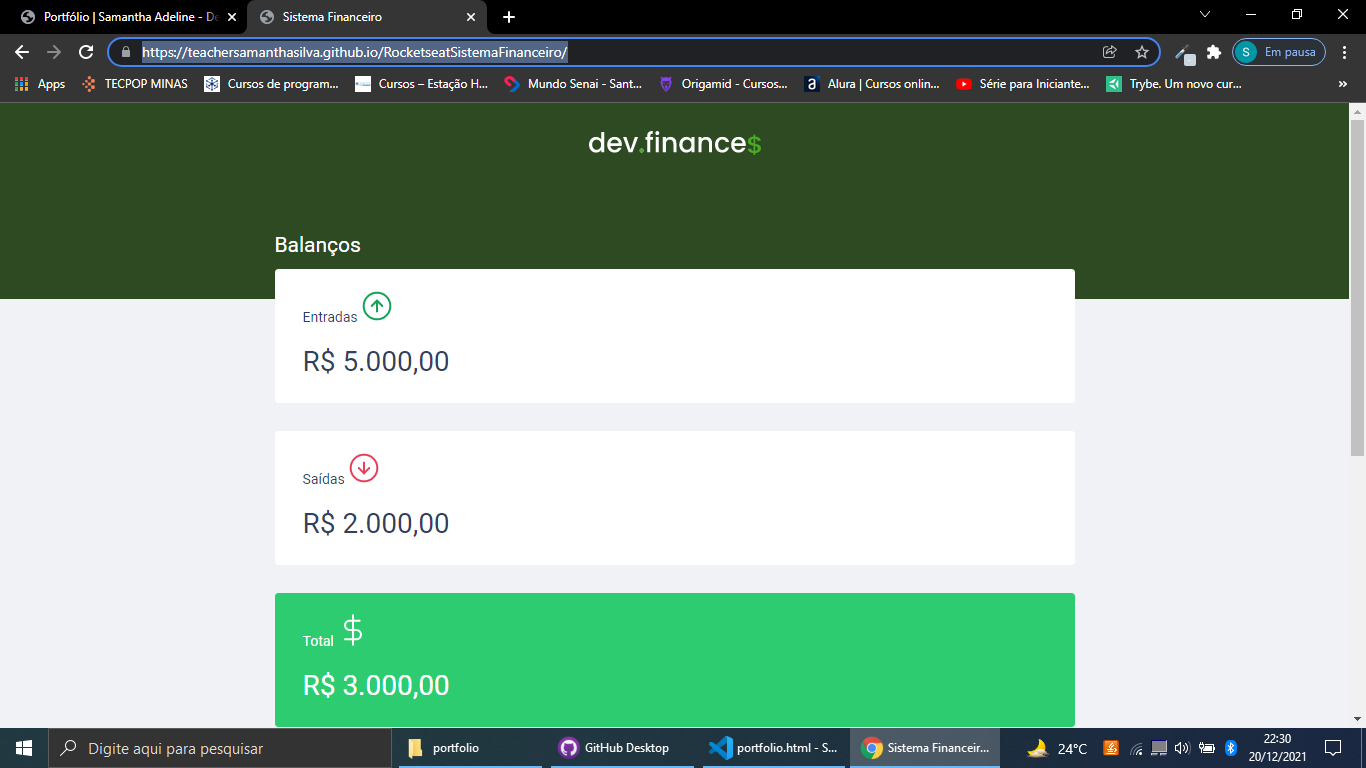 Portfólio | Samantha Adeline - De
Sistema Financeiro
https://teachersamanthasilva.github.io/RocketseatSistemaFinanceiro/
S Em pausa
Apps TECPOP MINAS Cursos de program... Cursos – Estação H... Mundo Senai - Sant... Origamid - Cursos... Alura | Cursos onlin... Série para Iniciante... Trybe. Um novo cur... »
dev.finance$
Balanços
Entradas
R$ 5.000,00
Saídas
R$ 2.000,00
Total $
R$ 3.000,00
Digite aqui para pesquisar
portfolio
GitHub Desktop
portfolio.html - S...
Sistema Financeir...
24°C
22:30
20/12/2021